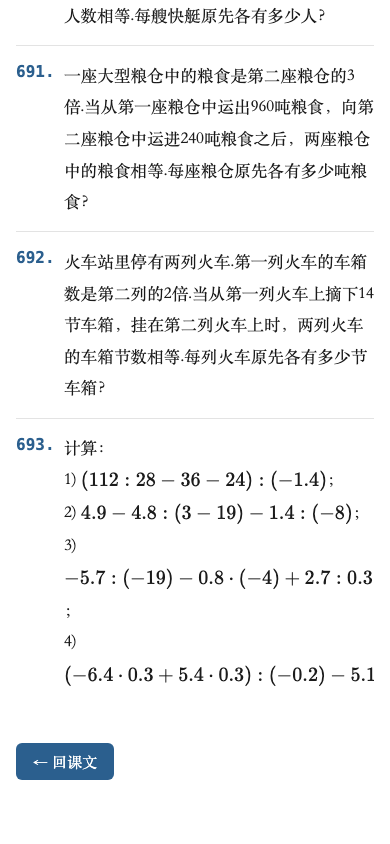 人数相等.每艘快艇原先各有多少人?
691. 一座大型粮仓中的粮食是第二座粮仓的3
倍.当从第一座粮仓中运出960吨粮食，向第
二座粮仓中运进240吨粮食之后，两座粮仓
中的粮食相等.每座粮仓原先各有多少吨粮
食?
692. 火车站里停有两列火车.第一列火车的车箱
数是第二列的2倍.当从第一列火车上摘下14
节车箱，挂在第二列火车上时，两列火车
的车箱节数相等.每列火车原先各有多少节
车箱?
693. 计算:
1) (112 : 28 − 36 − 24) : (−1.4);
2) 4.9 − 4.8 : (3 − 19) − 1.4 : (−8);
3)
−5.7 : (−19) − 0.8 · (−4) + 2.7 : 0.3
;
4)
(−6.4 · 0.3 + 5.4 · 0.3) : (−0.2) − 5.1
← 回课文